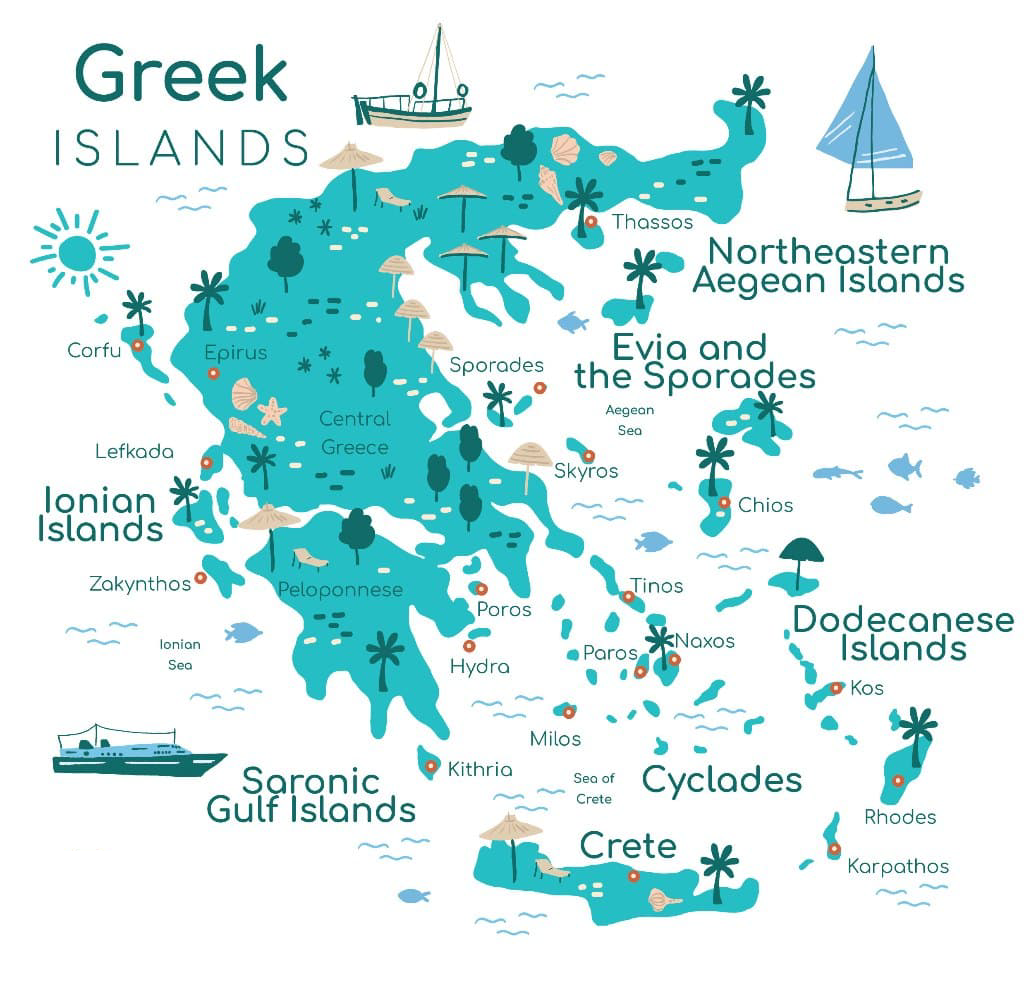 Greek
ISLANDS
Thassos
Northeastern
Aegean Islands
Corfu
Epirus
Sporades
Evia and
the Sporades
Aegean
Sea
Central
Greece
Lefkada
Skyros
Ionian
Islands
Chios
Zakynthos
Peloponnese
Poros
Tinos
Dodecanese
Islands
Ionian
Sea
Hydra
Paros
Naxos
Kos
Milos
Kithria
Saronic
Gulf Islands
Sea of
Crete
Cyclades
Rhodes
Crete
Karpathos